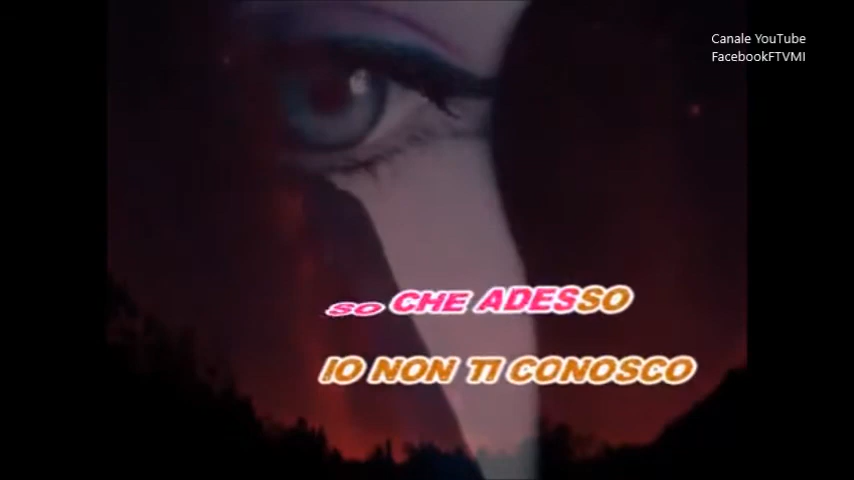 Canale YouTube
FacebookFTVMI
SO CHE ADESSO
IO NON TI CONOSCO